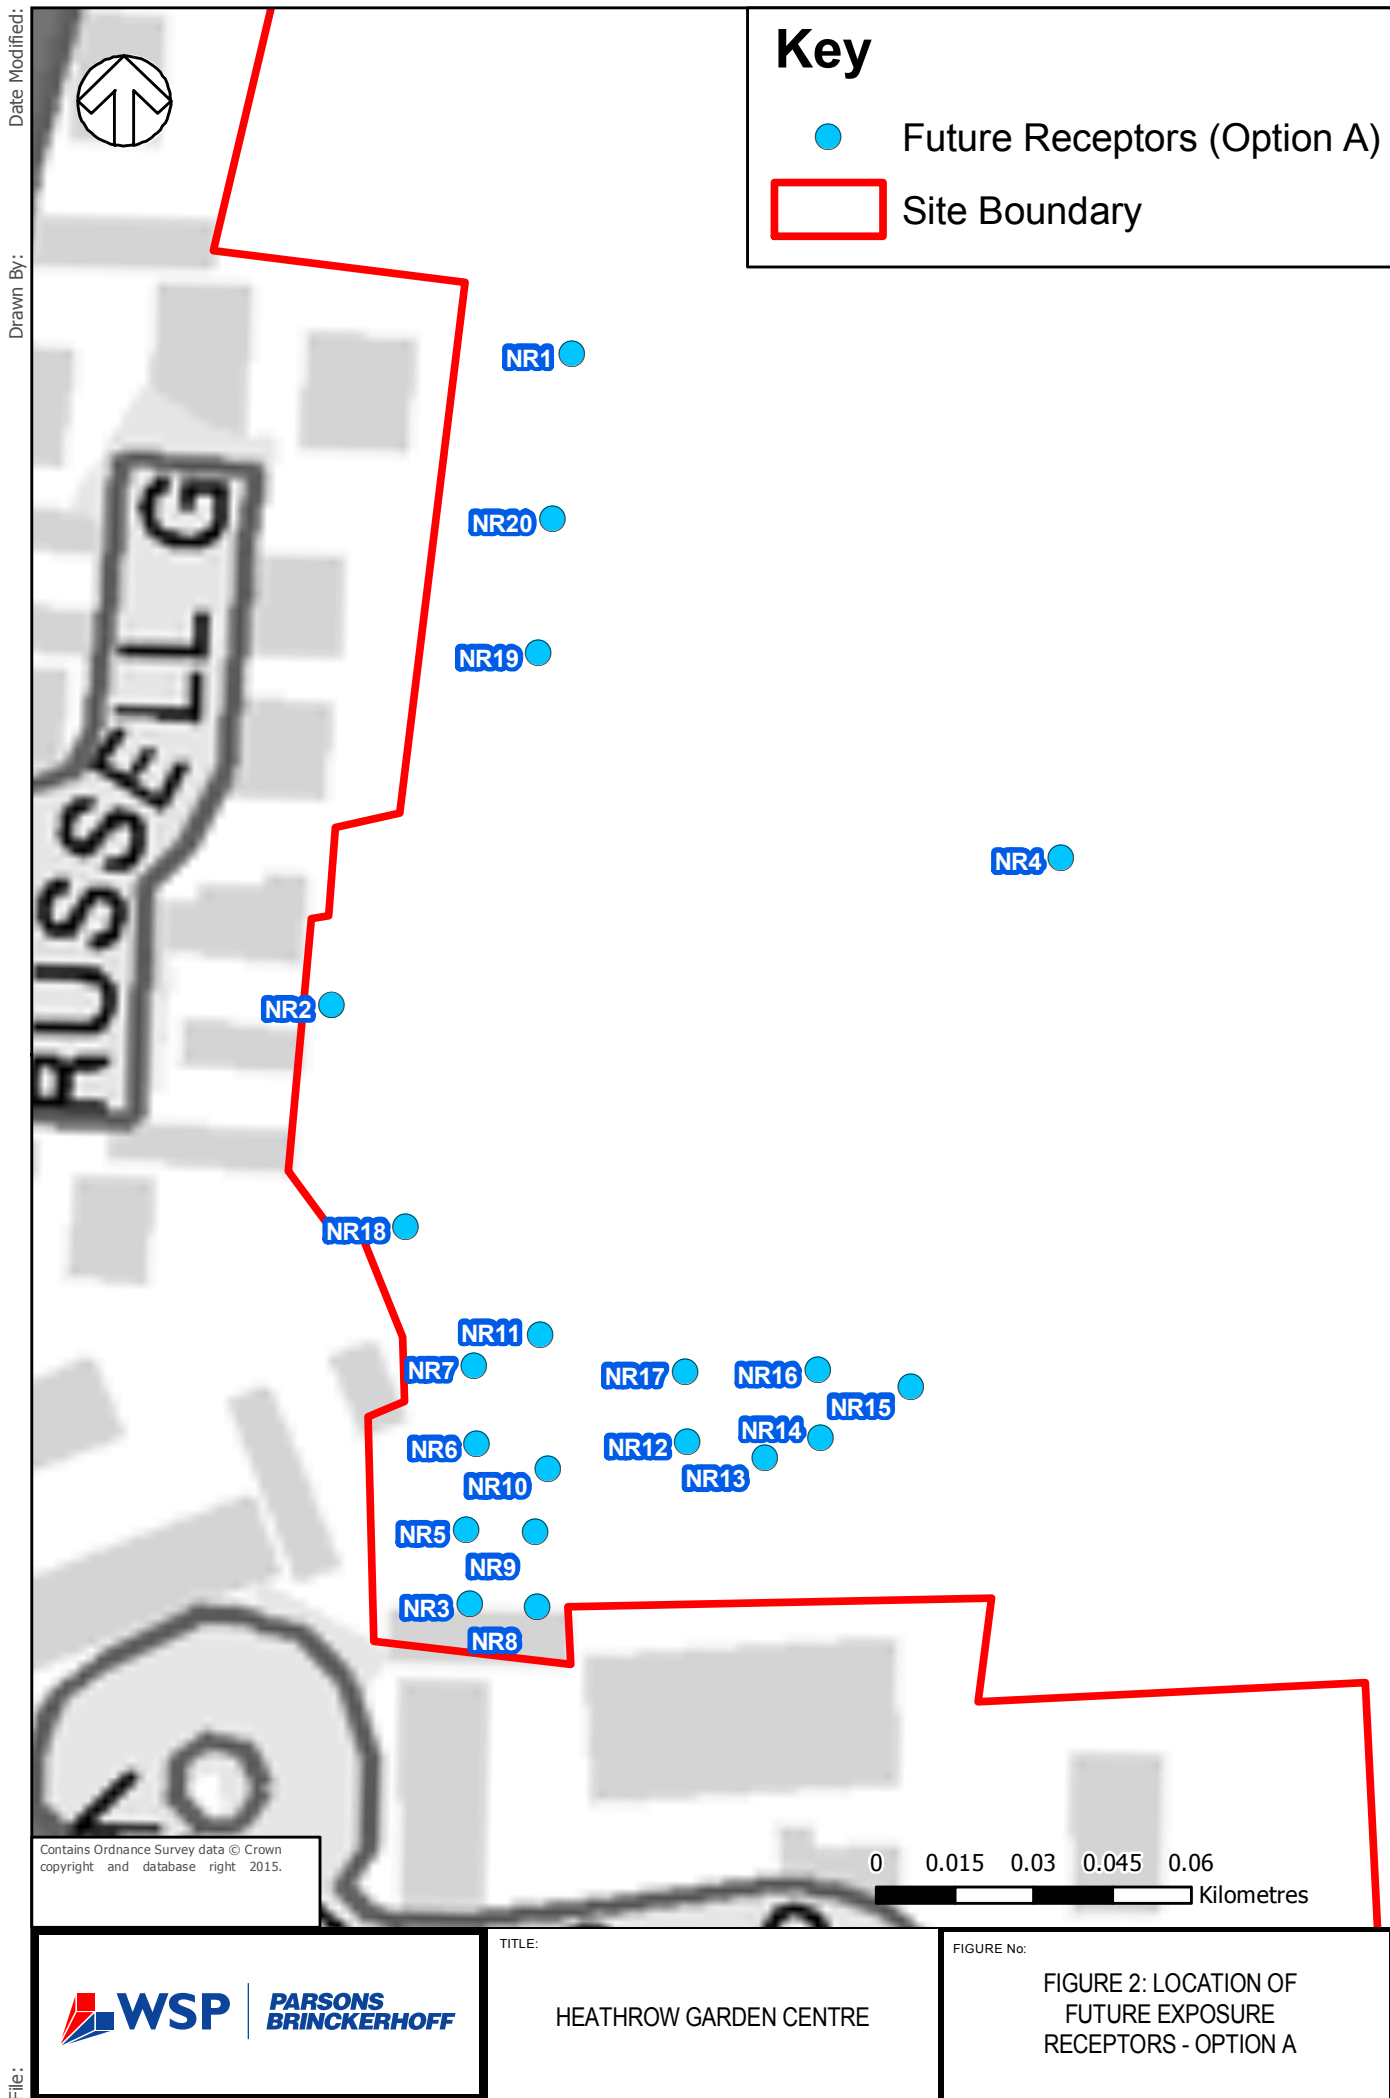 Date Modified:
Drawn By:
File:
Key
Future Receptors (Option A)
Site Boundary
NR1
NR20
NR19
NR4
NR2
NR18
NR11
NR7
NR17
NR16
NR15
NR14
NR6
NR12
NR13
NR10
NR5
NR9
NR3
NR8
RUSSELL G
0 0.015 0.03 0.045 0.06
Kilometres
Contains Ordnance Survey data © Crown
copyright and database right 2015.
WSP
PARSONS
BRINCKERHOFF
TITLE:
HEATHROW GARDEN CENTRE
FIGURE No:
FIGURE 2: LOCATION OF
FUTURE EXPOSURE
RECEPTORS - OPTION A